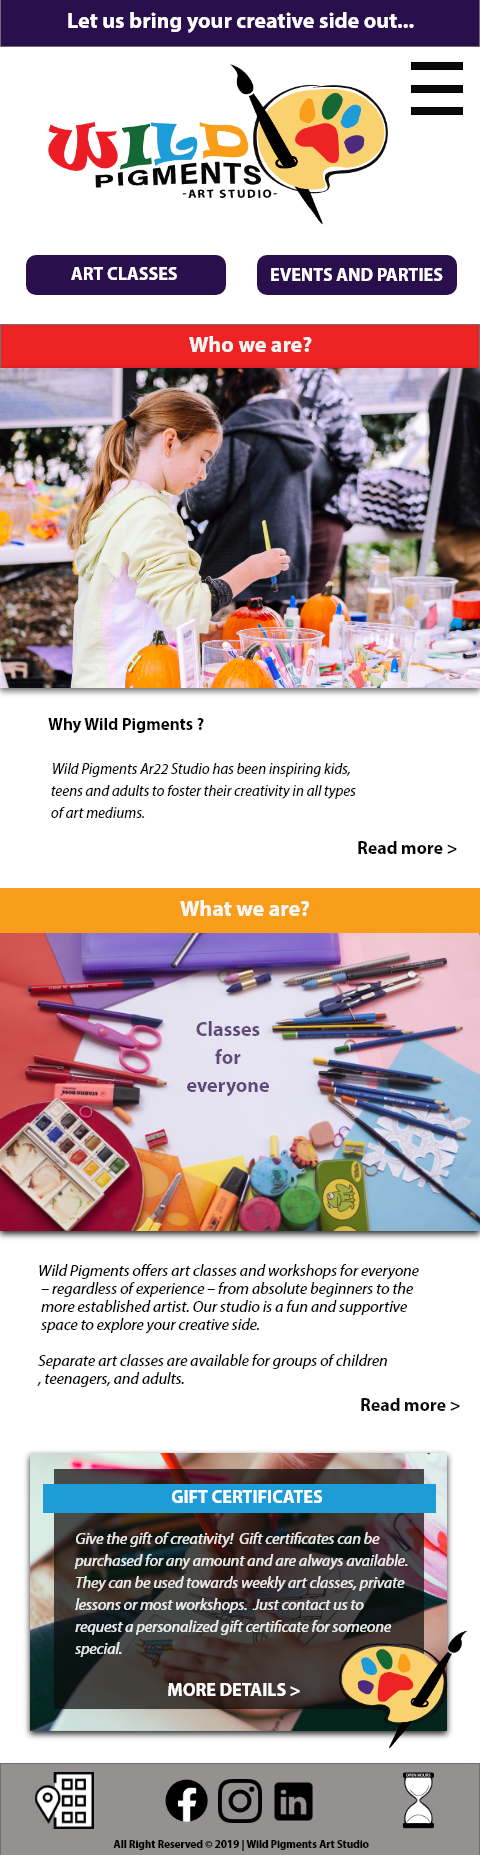 Let us bring your creative side out...
WILD
PIGMENTS
-ART STUDIO-
ART CLASSES
EVENTS AND PARTIES
Who we are?
Why Wild Pigments ?
Wild Pigments Ar22 Studio has been inspiring kids,
teens and adults to foster their creativity in all types
of art mediums.
Read more >
What we are?
Classes
for
everyone
Wild Pigments offers art classes and workshops for everyone
– regardless of experience – from absolute beginners to the
more established artist. Our studio is a fun and supportive
space to explore your creative side.
Separate art classes are available for groups of children
, teenagers, and adults.
Read more >
GIFT CERTIFICATES
Give the gift of creativity! Gift certificates can be
purchased for any amount and are always available.
They can be used towards weekly art classes, private
lessons or most workshops. Just contact us to
request a personalized gift certificate for someone
special.
MORE DETAILS >
OPEN HOURS
in
All Right Reserved © 2019 | Wild Pigments Art Studio